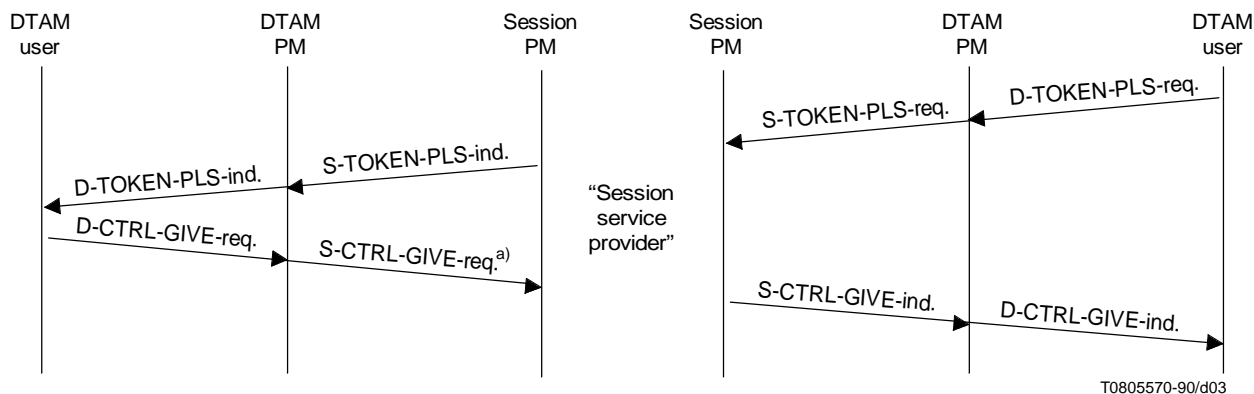 DTAM
user
DTAM
PM
Session
PM
Session
PM
DTAM
PM
DTAM
user
D-TOKEN-PLS-req.
S-TOKEN-PLS-req.
S-TOKEN-PLS-ind.
D-TOKEN-PLS-ind.
“Session
service
provider”
D-CTRL-GIVE-req.
S-CTRL-GIVE-req.a)
S-CTRL-GIVE-ind.
D-CTRL-GIVE-ind.
T0805570-90/d03